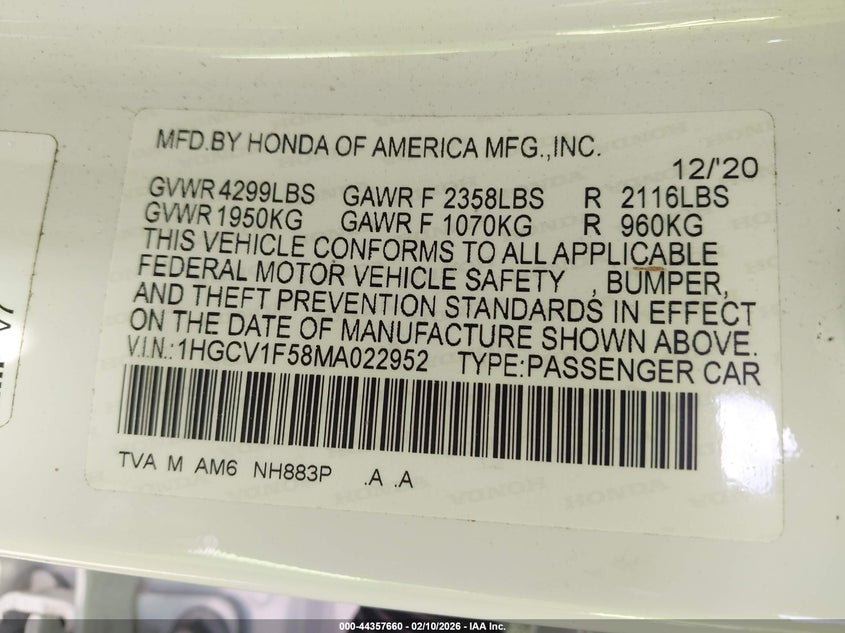 MFD.BY HONDA OF AMERICA MFG.,INC.
12/'20
GVWR 4299LBS GAWR F 2358LBS R 2116LBS
GVWR 1950KG GAWR F 1070KG R 960KG
THIS VEHICLE CONFORMS TO ALL APPLICABLE
FEDERAL MOTOR VEHICLE SAFETY , BUMPER,
AND THEFT PREVENTION STANDARDS IN EFFECT
ON THE DATE OF MANUFACTURE SHOWN ABOVE.
V.I.N.:1HGCV1F58MA022952 TYPE:PASSENGER CAR
TVA M AM6 NH883P .A .A
HONDA
000-44357660 - 02/10/2026 - IAA Inc.